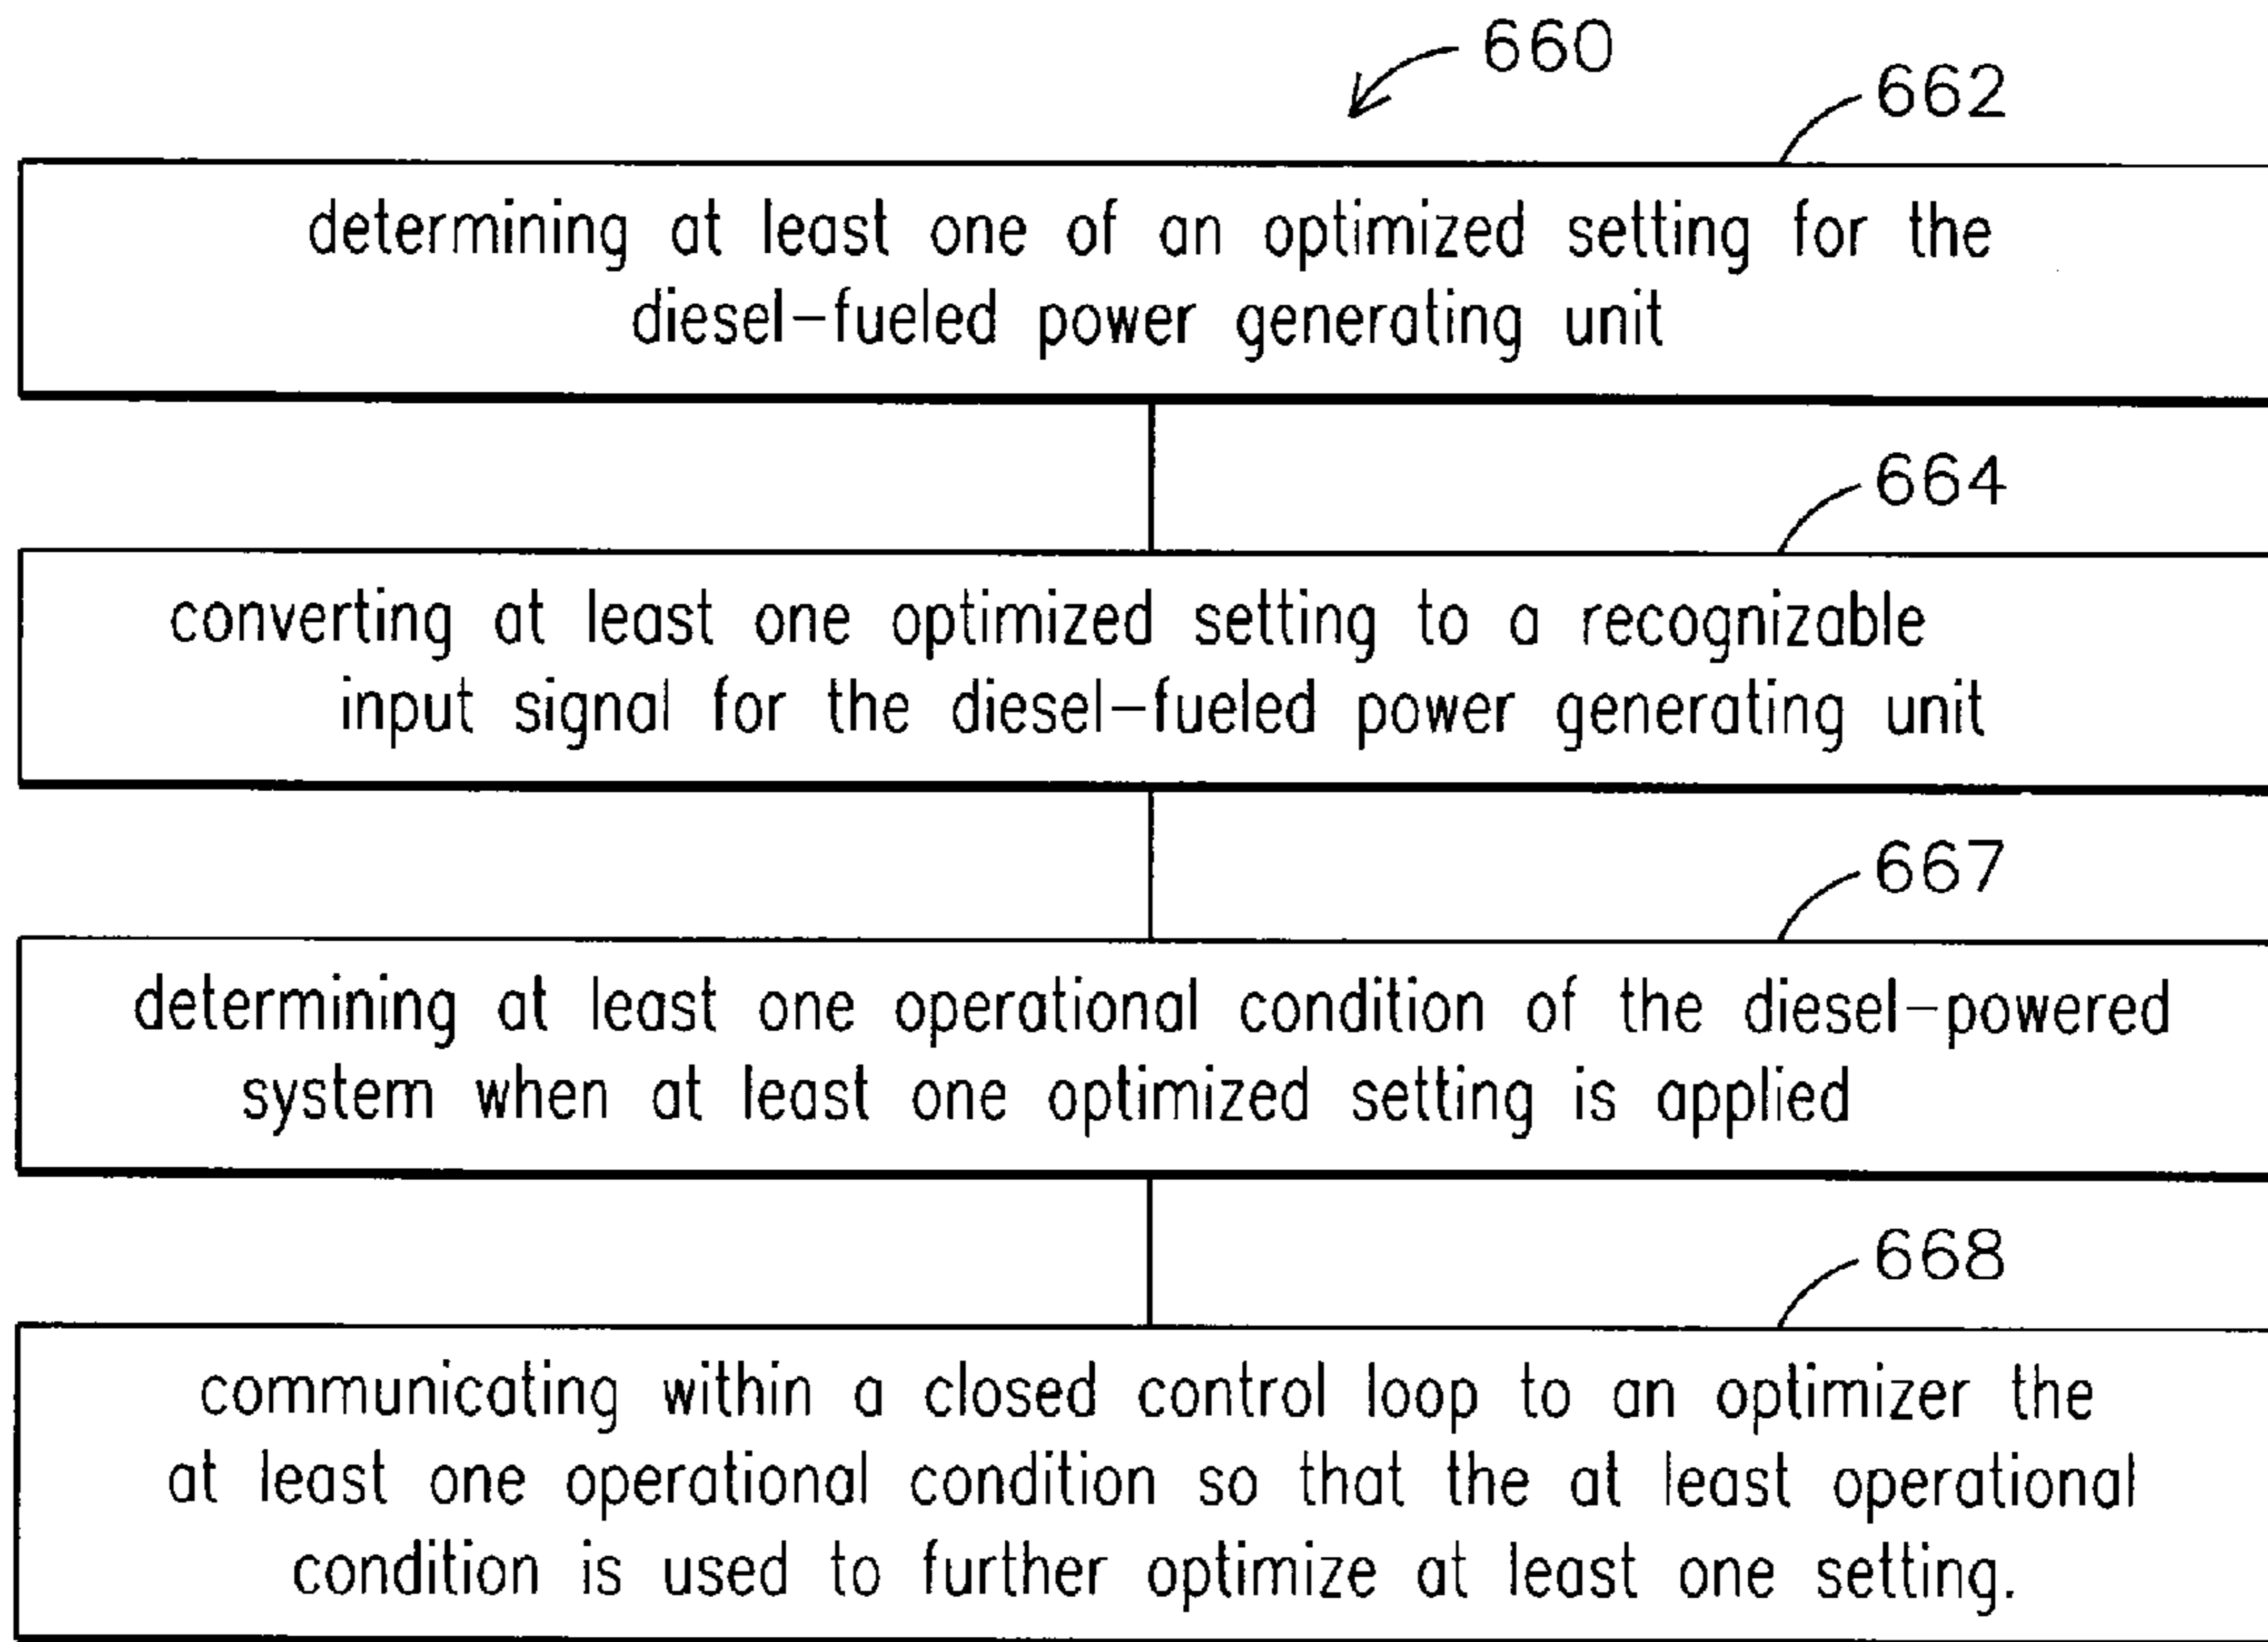 660
662
determining at least one of an optimized setting for the
diesel-fueled power generating unit
664
converting at least one optimized setting to a recognizable
input signal for the diesel-fueled power generating unit
667
determining at least one operational condition of the diesel-powered
system when at least one optimized setting is applied
668
communicating within a closed control loop to an optimizer the
at least one operational condition so that the at least operational
condition is used to further optimize at least one setting.